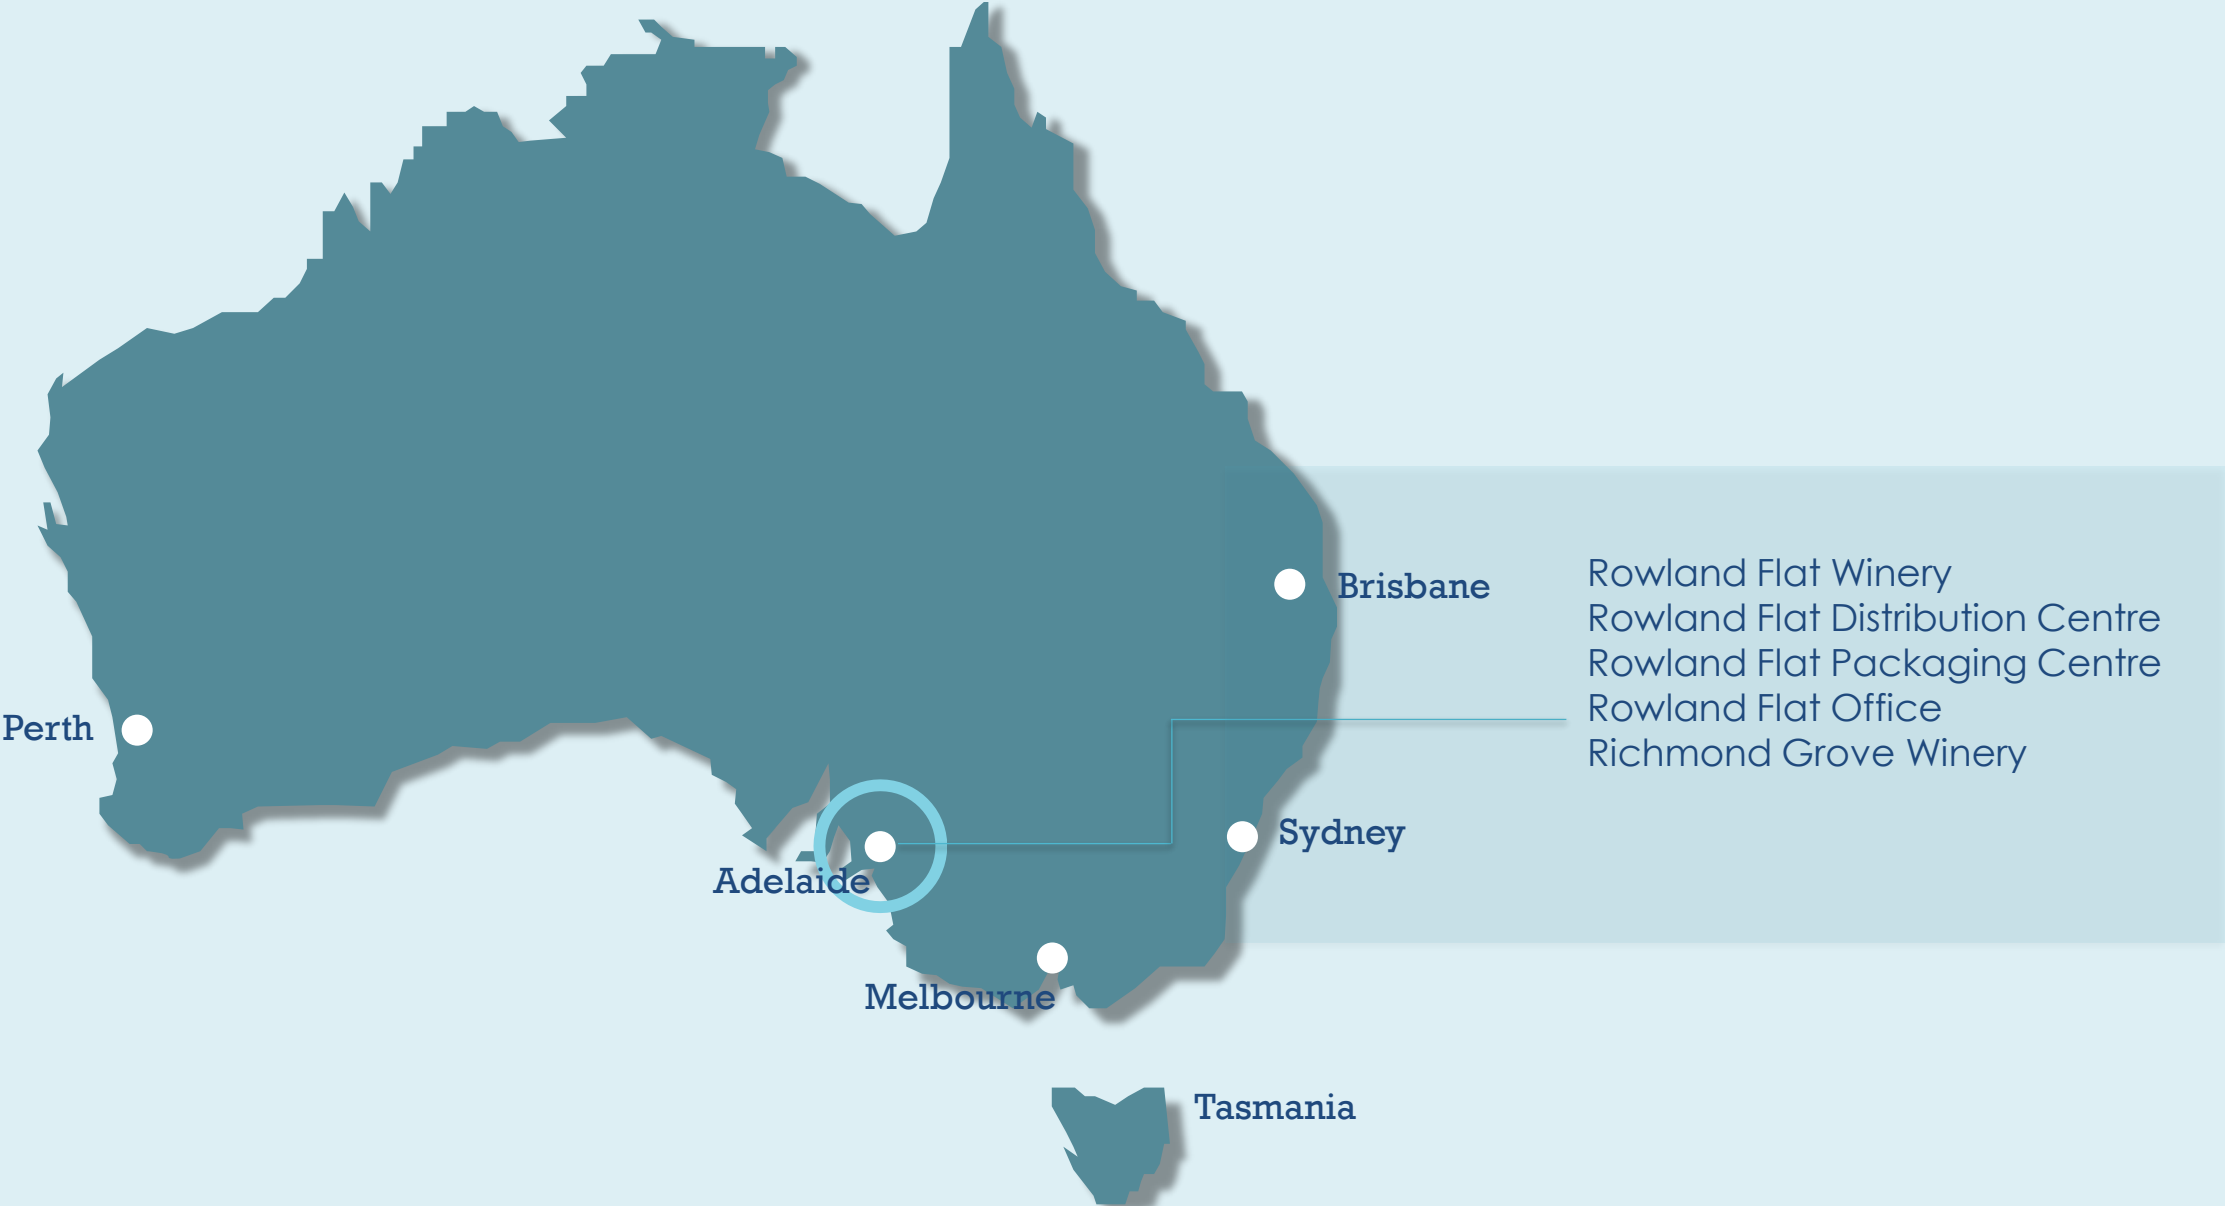 Brisbane
Rowland Flat Winery
Rowland Flat Distribution Centre
Rowland Flat Packaging Centre
Rowland Flat Office
Richmond Grove Winery
Perth
Sydney
Adelaide
Melbourne
Tasmania